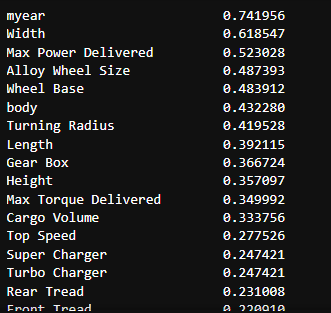 myear 0.741956
Width 0.618547
Max Power Delivered 0.523028
Alloy Wheel Size 0.487393
Wheel Base 0.483912
body 0.432280
Turning Radius 0.419528
Length 0.392115
Gear Box 0.366724
Height 0.357097
Max Torque Delivered 0.349992
Cargo Volume 0.333756
Top Speed 0.277526
Super Charger 0.247421
Turbo Charger 0.247421
Rear Tread 0.231008
Front Tread 0.220910